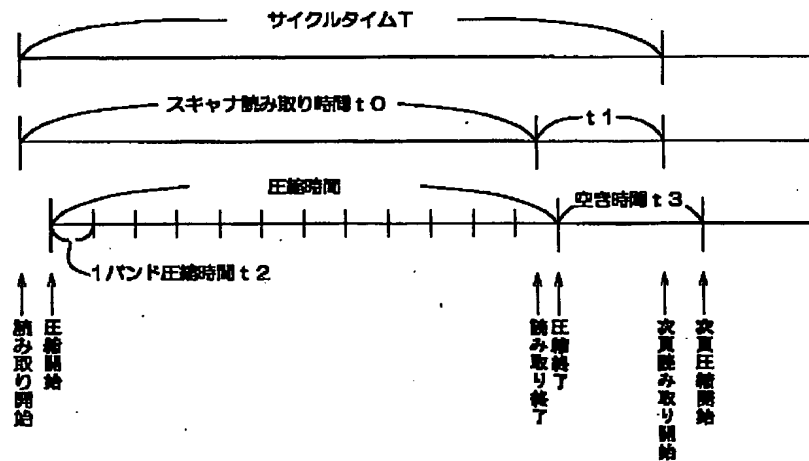 サイクルタイムT
スキャナ読み取り時間t0
t1
圧縮時間
空き時間t3
1バンド圧縮時間t2
読み取り開始
圧縮開始
読み取り終了
圧縮終了
次頁読み取り開始
次頁圧縮開始